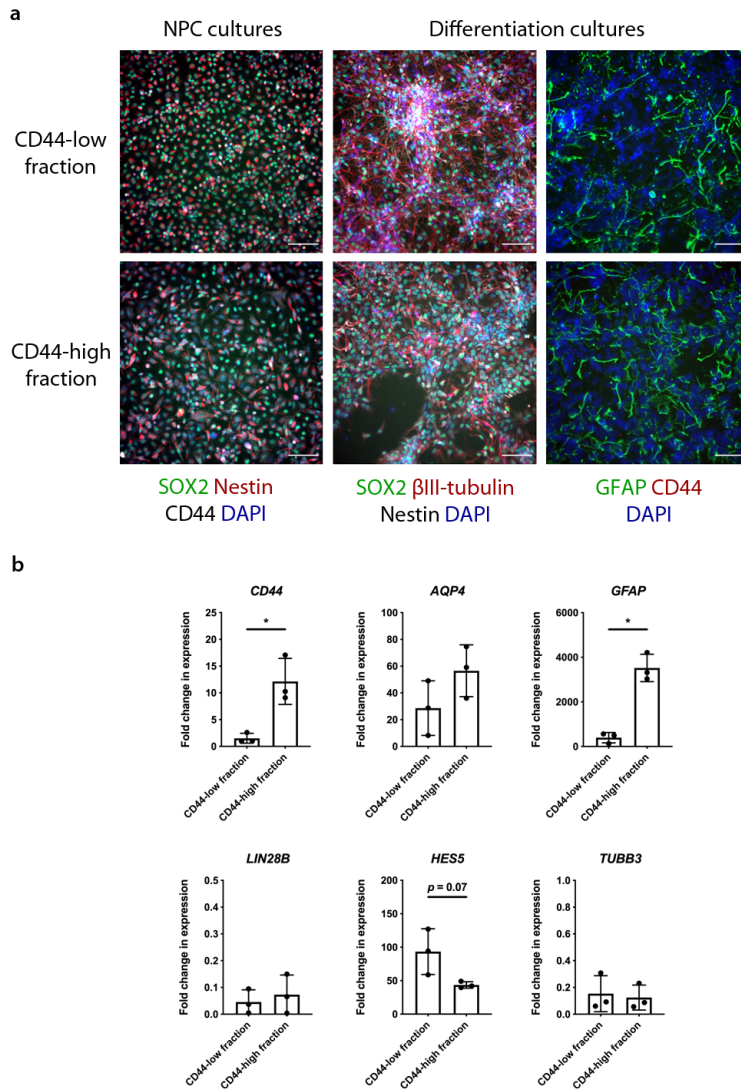 a
NPC cultures
Differentiation cultures
CD44-low
fraction
CD44-high
fraction
SOX2 Nestin
CD44 DAPI
SOX2 βIII-tubulin
Nestin DAPI
GFAP CD44
DAPI
b
CD44
Fold change in expression
25
20
15
10
5
0
*
CD44-low fraction
CD44-high fraction
AQP4
Fold change in expression
100
80
60
40
20
0
CD44-low fraction
CD44-high fraction
GFAP
Fold change in expression
6000
4000
2000
0
*
CD44-low fraction
CD44-high fraction
LIN28B
Fold change in expression
0.5
0.4
0.3
0.2
0.1
0.0
CD44-low fraction
CD44-high fraction
HES5
Fold change in expression
200
150
100
50
0
p = 0.07
CD44-low fraction
CD44-high fraction
TUBB3
Fold change in expression
1.0
0.8
0.6
0.4
0.2
0.0
CD44-low fraction
CD44-high fraction